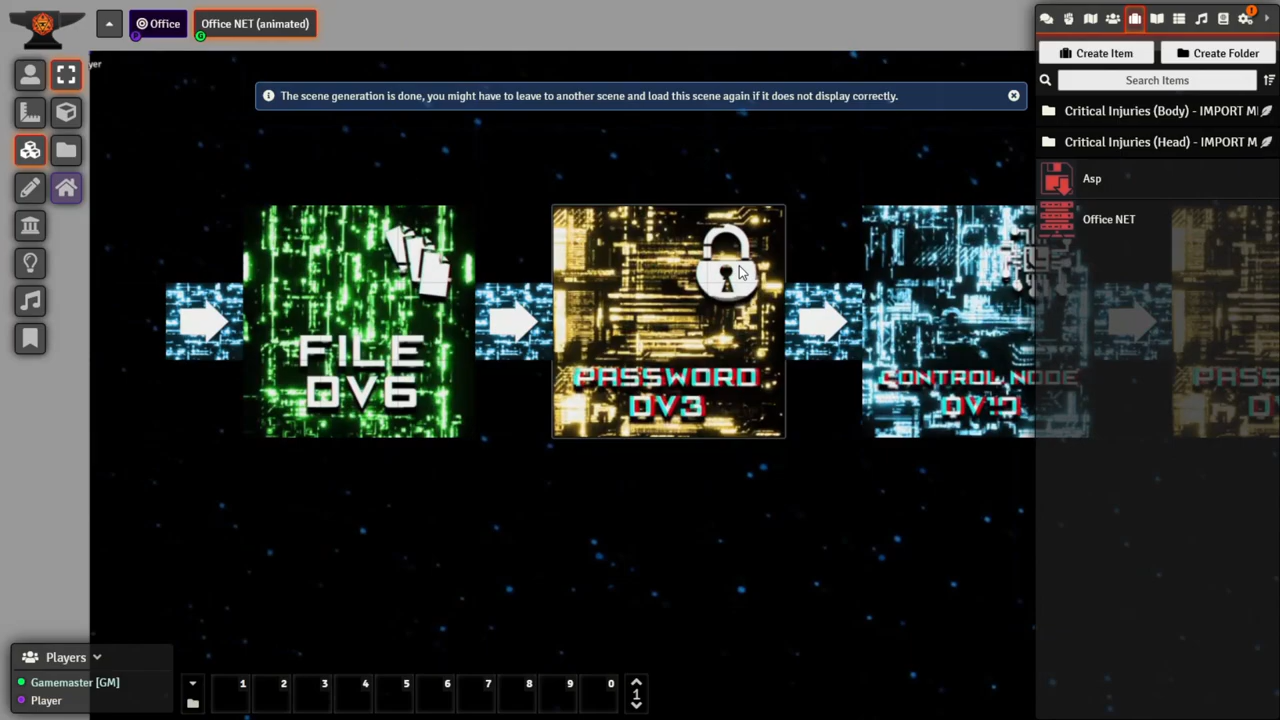 Office
Office NET (animated)
P
G
yer
The scene generation is done, you might have to leave to another scene and load this scene again if it does not display correctly.
Create Item
Create Folder
Search Items
Critical Injuries (Body) - IMPORT M
Critical Injuries (Head) - IMPORT M
Asp
Office NET
FILE
DV6
PASSWORD
DV3
CONTROL NODE
Players
Gamemaster [GM]
Player
1
2
3
4
5
6
7
8
9
0
1